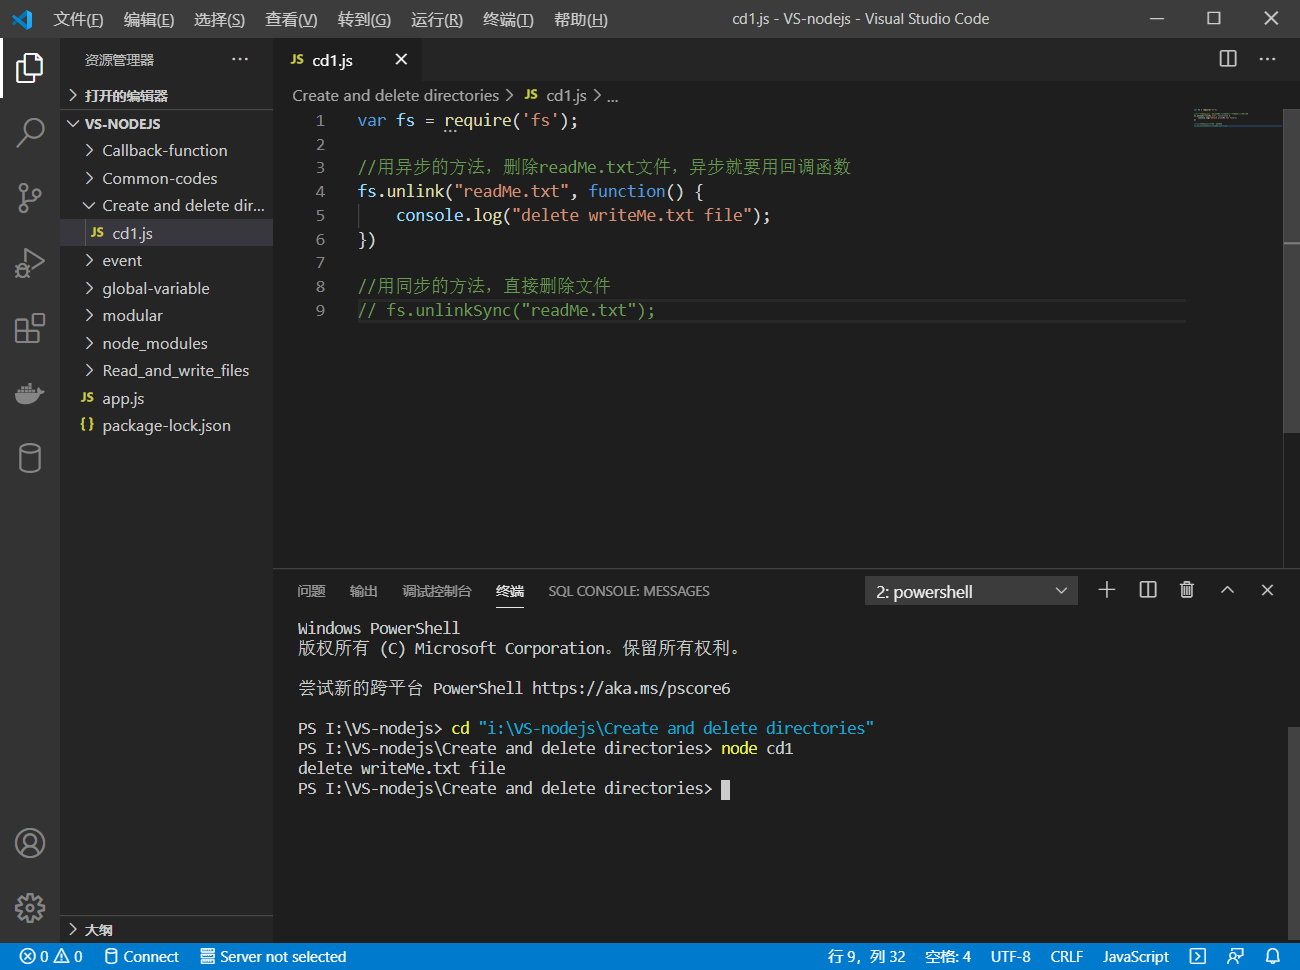 文件(F) 编辑(E) 选择(S) 查看(V) 转到(G) 运行(R) 终端(T) 帮助(H) cd1.js - VS-nodejs - Visual Studio Code
资源管理器 ···
打开的编辑器
VS-NODEJS
Callback-function
Common-codes
Create and delete dir...
JS cd1.js
event
global-variable
modular
node_modules
Read_and_write_files
JS app.js
{} package-lock.json
大纲
JS cd1.js
Create and delete directories > JS cd1.js > ...
1 var fs = require('fs');
2
3 //用异步的方法，删除readMe.txt文件，异步就要用回调函数
4 fs.unlink("readMe.txt", function() {
5 console.log("delete writeMe.txt file");
6 })
7
8 //用同步的方法，直接删除文件
9 // fs.unlinkSync("readMe.txt");
问题 输出 调试控制台 终端 SQL CONSOLE: MESSAGES 2: powershell
Windows PowerShell
版权所有 (C) Microsoft Corporation。保留所有权利。
尝试新的跨平台 PowerShell https://aka.ms/pscore6
PS I:\VS-nodejs> cd "i:\VS-nodejs\Create and delete directories"
PS I:\VS-nodejs\Create and delete directories> node cd1
delete writeMe.txt file
PS I:\VS-nodejs\Create and delete directories>
0 0 Connect Server not selected 行 9，列 32 空格: 4 UTF-8 CRLF JavaScript